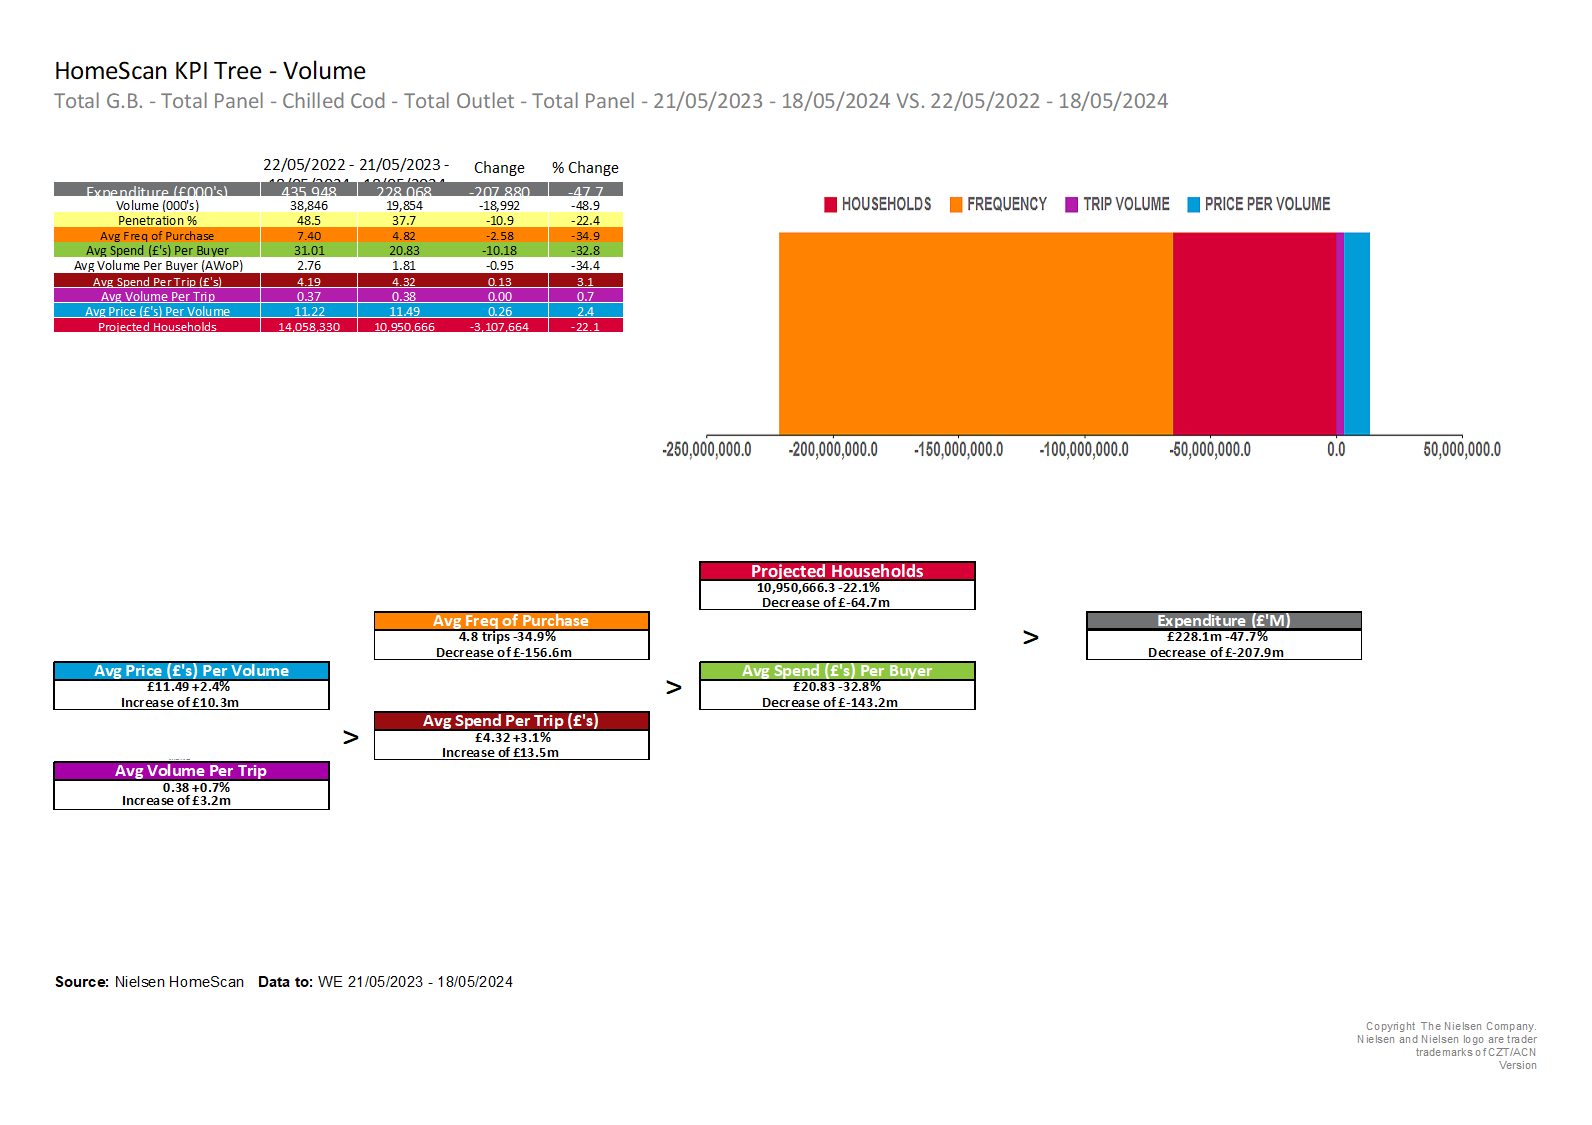 HomeScan KPI Tree - Volume
Total G.B. - Total Panel - Chilled Cod - Total Outlet - Total Panel - 21/05/2023 - 18/05/2024 VS. 22/05/2022 - 18/05/2024
22/05/2022 - 21/05/2023 - Change % Change
18/05/2024 18/05/2024
Expenditure (£000's) 435,948 228,068 -207,880 -47.7
Volume (000's) 38,846 19,854 -18,992 -48.9
Penetration % 48.5 37.7 -10.9 -22.4
Avg Freq of Purchase 7.40 4.82 -2.58 -34.9
Avg Spend (£'s) Per Buyer 31.01 20.83 -10.18 -32.8
Avg Volume Per Buyer (AWoP) 2.76 1.81 -0.95 -34.4
Avg Spend Per Trip (£'s) 4.19 4.32 0.13 3.1
Avg Volume Per Trip 0.37 0.38 0.00 0.7
Avg Price (£'s) Per Volume 11.22 11.49 0.26 2.4
Projected Households 14,058,330 10,950,666 -3,107,664 -22.1
HOUSEHOLDS FREQUENCY TRIP VOLUME PRICE PER VOLUME
-250,000,000.0 -200,000,000.0 -150,000,000.0 -100,000,000.0 -50,000,000.0 0.0 50,000,000.0
Projected Households
10,950,666.3 -22.1%
Decrease of £-64.7m
Avg Freq of Purchase
4.8 trips -34.9%
Decrease of £-156.6m
>
Expenditure (£'M)
£228.1m -47.7%
Decrease of £-207.9m
Avg Price (£'s) Per Volume
£11.49 +2.4%
Increase of £10.3m
>
Avg Spend (£'s) Per Buyer
£20.83 -32.8%
Decrease of £-143.2m
>
Avg Spend Per Trip (£'s)
£4.32 +3.1%
Increase of £13.5m
Avg Volume Per Trip
0.38 +0.7%
Increase of £3.2m
Source: Nielsen HomeScan Data to: WE 21/05/2023 - 18/05/2024
Copyright The Nielsen Company.
Nielsen and Nielsen logo are trader
trademarks of CZT/ACN
Version